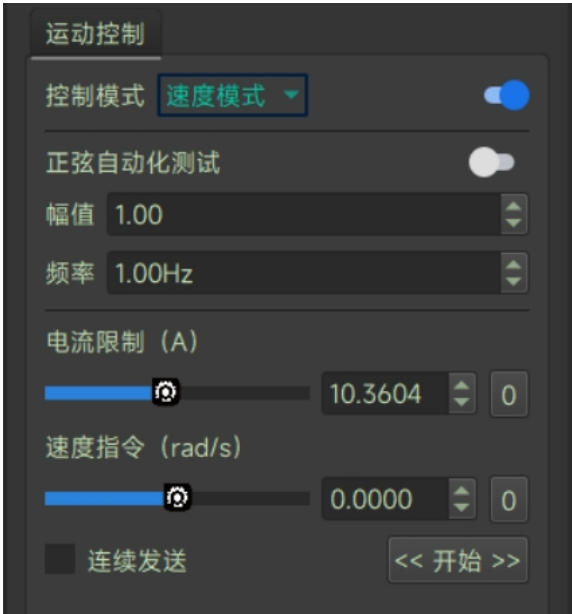 运动控制
控制模式 速度模式
正弦自动化测试
幅值 1.00
频率 1.00Hz
电流限制（A）
10.3604 0
速度指令（rad/s）
0.0000 0
连续发送 << 开始 >>